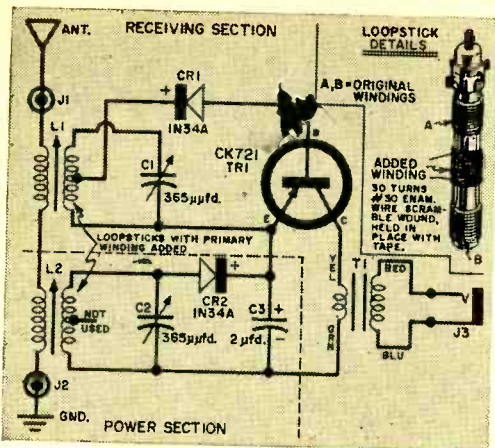 ANT.
RECEIVING SECTION
LOOPSTICK
DETAILS
J1
CR1
+
1N34A
A,B=ORIGINAL
WINDINGS
B
L1
C1
365µµfd.
CK721
TR1
A
ADDED
WINDING
30 TURNS
#30 ENAM.
WIRE SCRAM-
BLE WOUND,
HELD IN
PLACE WITH
TAPE.
B
E
C
LOOPSTICKS WITH PRIMARY
WINDING ADDED
L2
NOT
USED
C2
365µµfd.
CR2
1N34A
+
C3
2µfd.
+
−
YEL
GRN
T1
RED
BLU
J3
J2
GND.
POWER SECTION